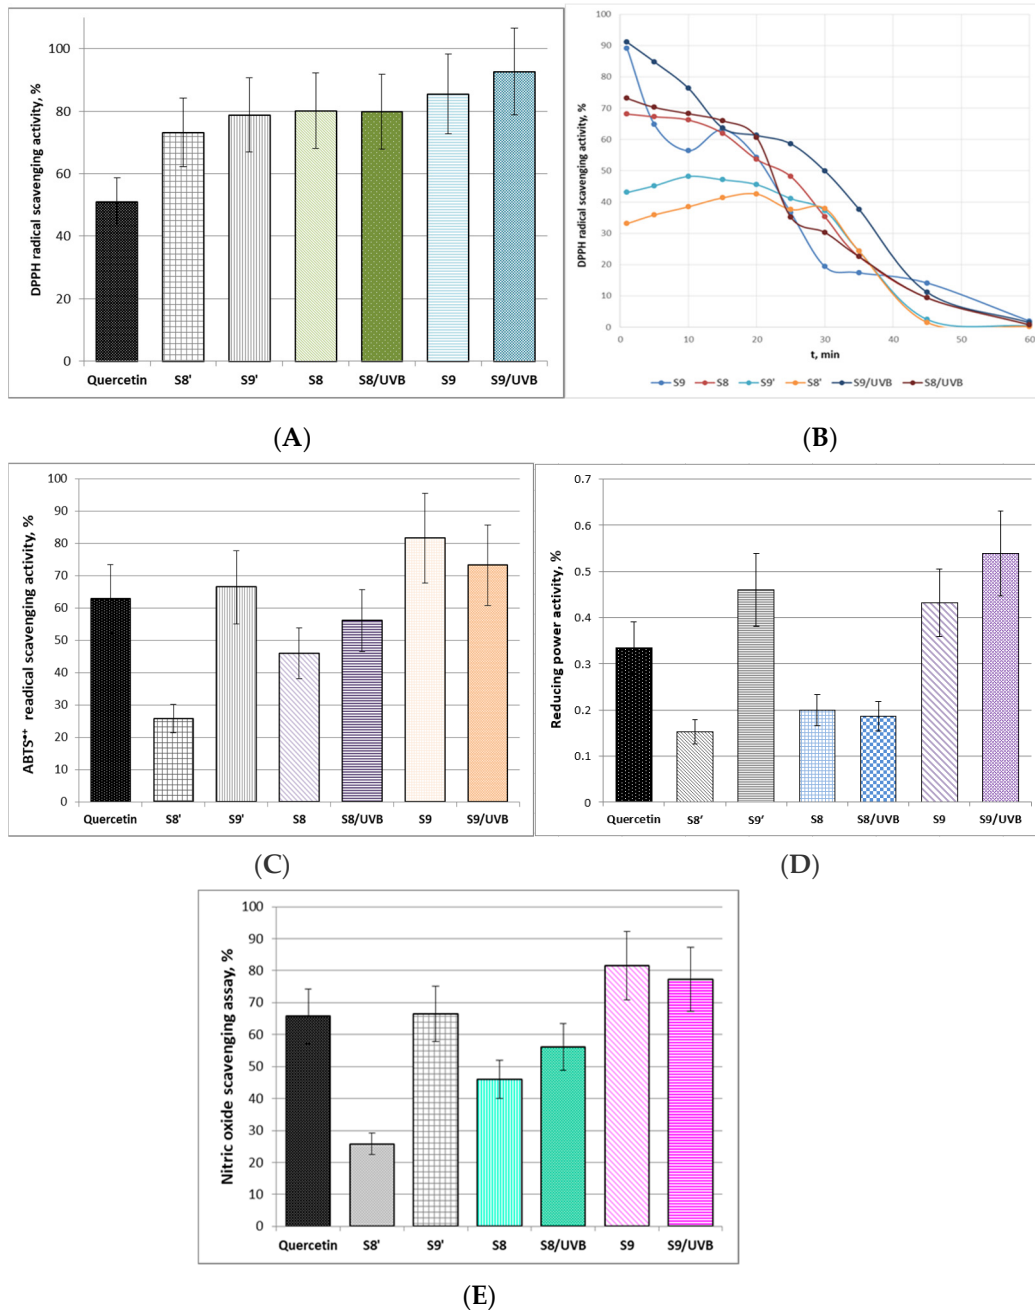 DPPH radical scavenging activity, %
100
80
60
40
20
0
Quercetin S8' S9' S8 S8/UVB S9 S9/UVB
(A)
DPPH radical scavenging activity, %
100
90
80
70
60
50
40
30
20
10
0
0 10 20 30 40 50 60
t, min
S9 S8 S9' S8' S9/UVB S8/UVB
(B)
ABTS•+ readical scavenging activity, %
100
90
80
70
60
50
40
30
20
10
0
Quercetin S8' S9' S8 S8/UVB S9 S9/UVB
(C)
Reducing power activity, %
0.7
0.6
0.5
0.4
0.3
0.2
0.1
0
Quercetin S8' S9' S8 S8/UVB S9 S9/UVB
(D)
Nitric oxide scavenging assay, %
100
90
80
70
60
50
40
30
20
10
0
Quercetin S8' S9' S8 S8/UVB S9 S9/UVB
(E)